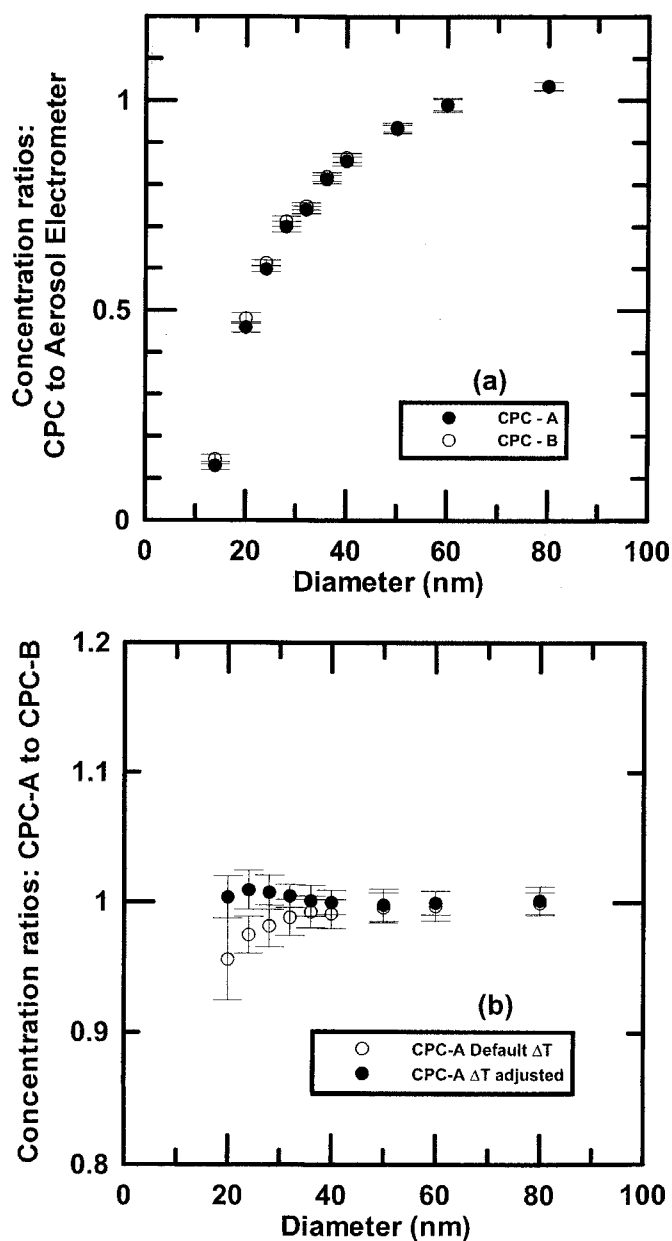 Concentration ratios:
CPC to Aerosol Electrometer
1
0.5
0
(a)
CPC - A
CPC - B
0 20 40 60 80 100
Diameter (nm)
Concentration ratios: CPC-A to CPC-B
1.2
1.1
1
0.9
0.8
(b)
CPC-A Default ΔT
CPC-A ΔT adjusted
0 20 40 60 80 100
Diameter (nm)